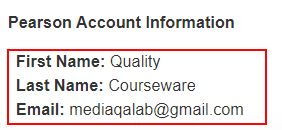 Pearson Account Information
First Name: Quality
Last Name: Courseware
Email: mediaqalab@gmail.com